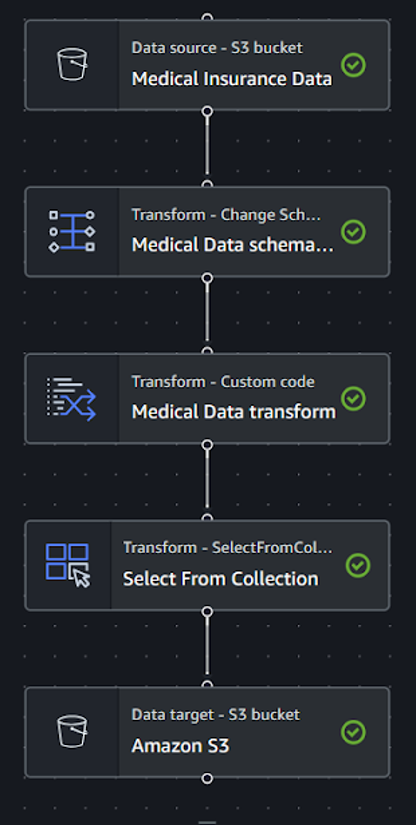 Data source - S3 bucket
Medical Insurance Data
Transform - Change Sch...
Medical Data schema...
Transform - Custom code
Medical Data transform
Transform - SelectFromCol...
Select From Collection
Data target - S3 bucket
Amazon S3